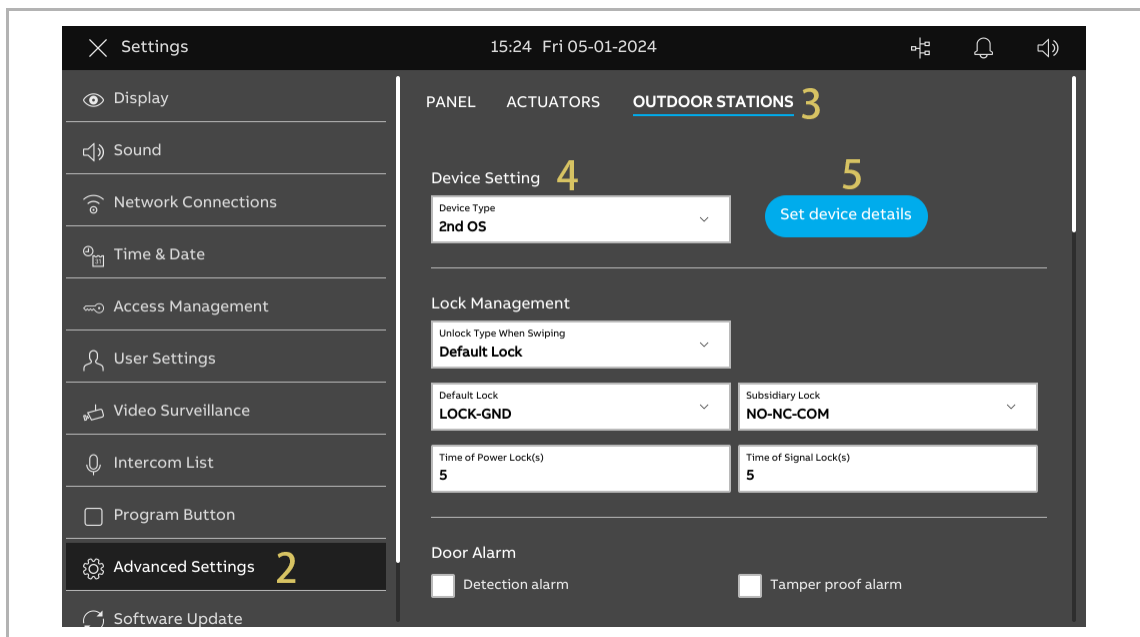 Settings
15:24 Fri 05-01-2024
Display
Sound
Network Connections
31
Time & Date
Access Management
User Settings
Video Surveillance
Intercom List
Program Button
Advanced Settings 2
Software Update
PANEL ACTUATORS OUTDOOR STATIONS 3
Device Setting 4
5
Device Type
2nd OS
Set device details
Lock Management
Unlock Type When Swiping
Default Lock
Default Lock
LOCK-GND
Subsidiary Lock
NO-NC-COM
Time of Power Lock(s)
5
Time of Signal Lock(s)
5
Door Alarm
Detection alarm
Tamper proof alarm